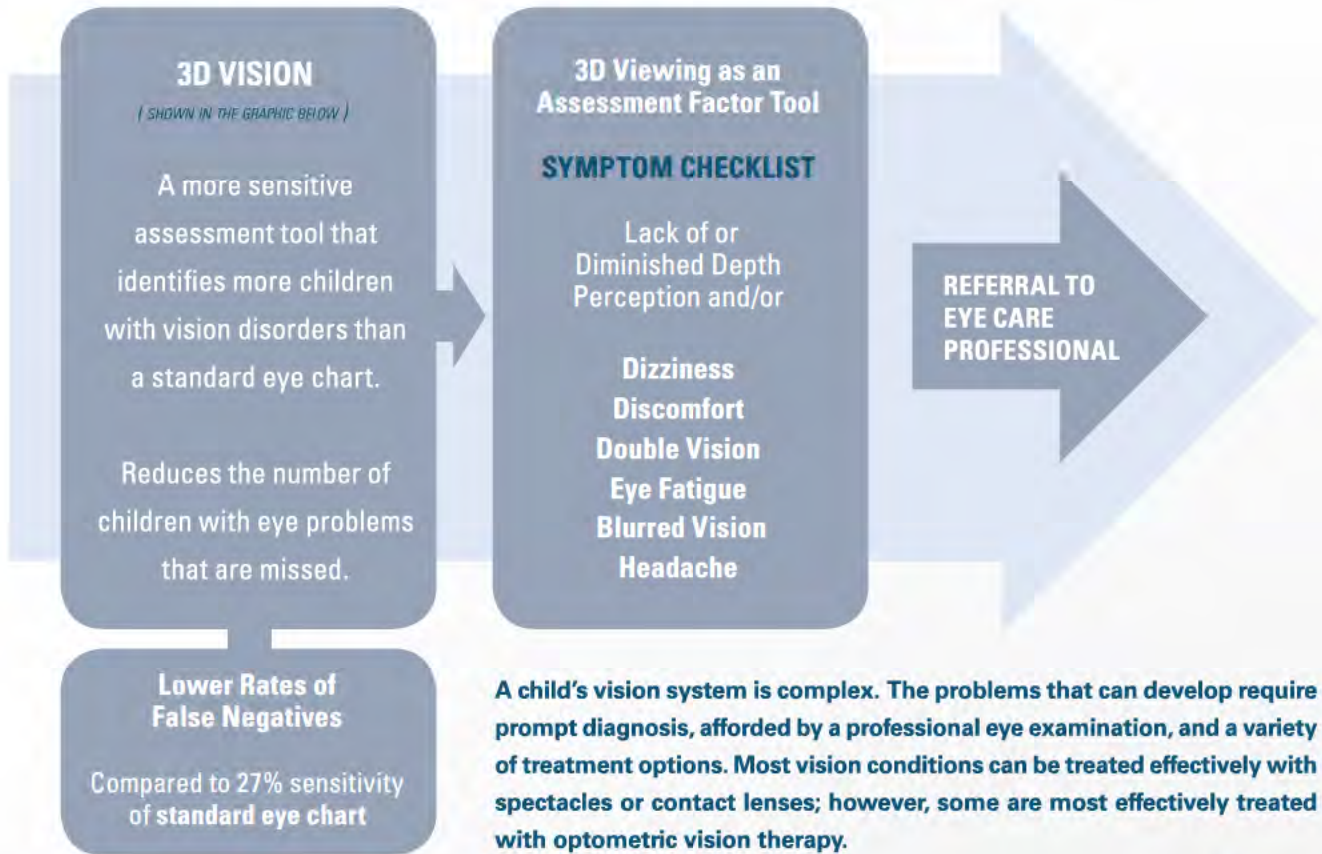 3D VISION
( SHOWN IN THE GRAPHIC BELOW )
A more sensitive
assessment tool that
identifies more children
with vision disorders than
a standard eye chart.
Reduces the number of
children with eye problems
that are missed.
Lower Rates of
False Negatives
Compared to 27% sensitivity
of standard eye chart
3D Viewing as an
Assessment Factor Tool
SYMPTOM CHECKLIST
Lack of or
Diminished Depth
Perception and/or
Dizziness
Discomfort
Double Vision
Eye Fatigue
Blurred Vision
Headache
REFERRAL TO
EYE CARE
PROFESSIONAL
A child's vision system is complex. The problems that can develop require
prompt diagnosis, afforded by a professional eye examination, and a variety
of treatment options. Most vision conditions can be treated effectively with
spectacles or contact lenses; however, some are most effectively treated
with optometric vision therapy.